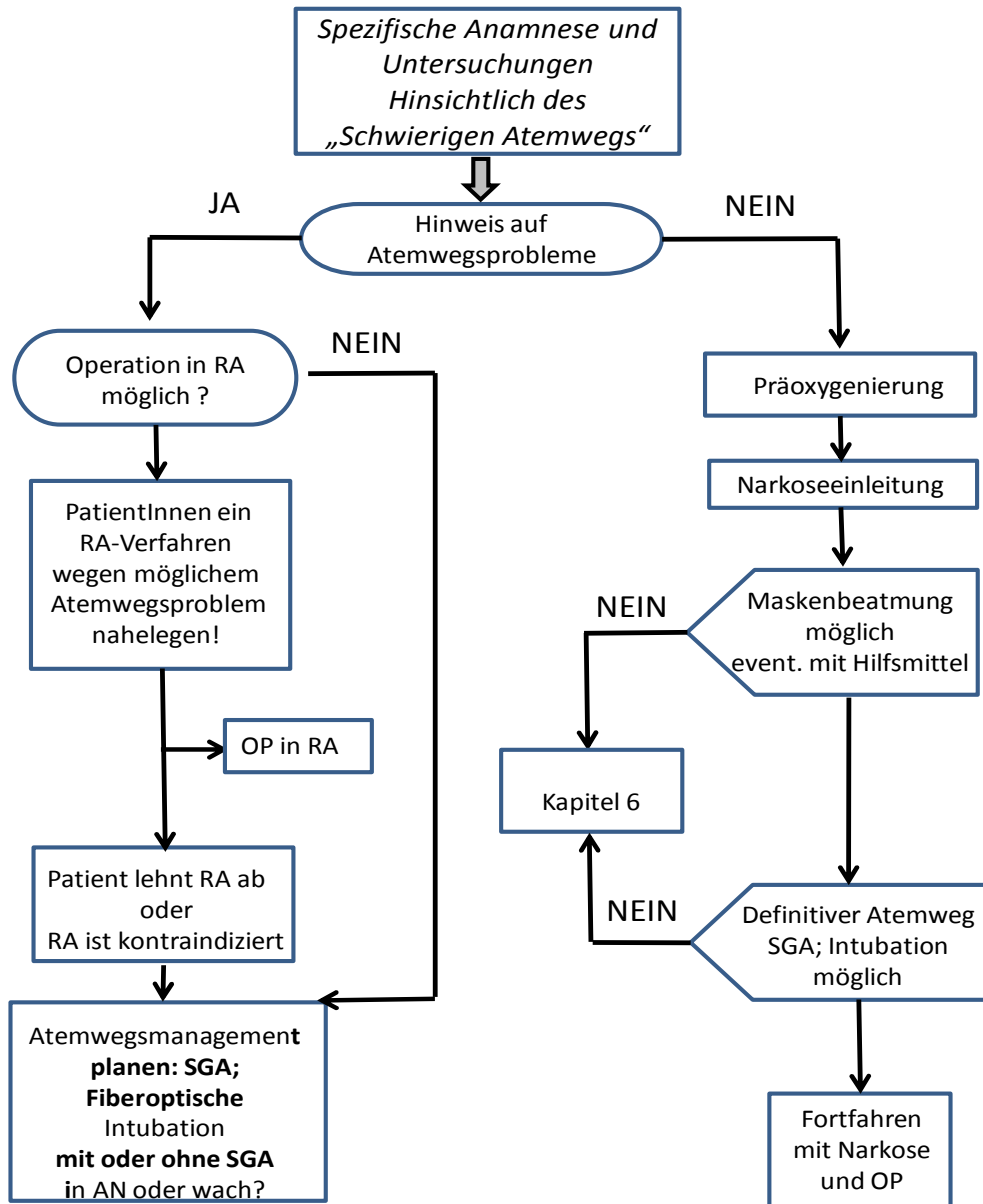 Spezifische Anamnese und
Untersuchungen
Hinsichtlich des
„Schwierigen Atemwegs“
JA
NEIN
Hinweis auf
Atemwegsprobleme
Operation in RA
möglich ?
NEIN
PatientInnen ein
RA-Verfahren
wegen möglichem
Atemwegsproblem
nahelegen!
OP in RA
Patient lehnt RA ab
oder
RA ist kontraindiziert
Atemwegsmanagement
planen: SGA;
Fiberoptische
Intubation
mit oder ohne SGA
in AN oder wach?
Präoxygenierung
Narkoseeinleitung
Maskenbeatmung
möglich
event. mit Hilfsmittel
NEIN
Kapitel 6
NEIN
Definitiver Atemweg
SGA; Intubation
möglich
Fortfahren
mit Narkose
und OP